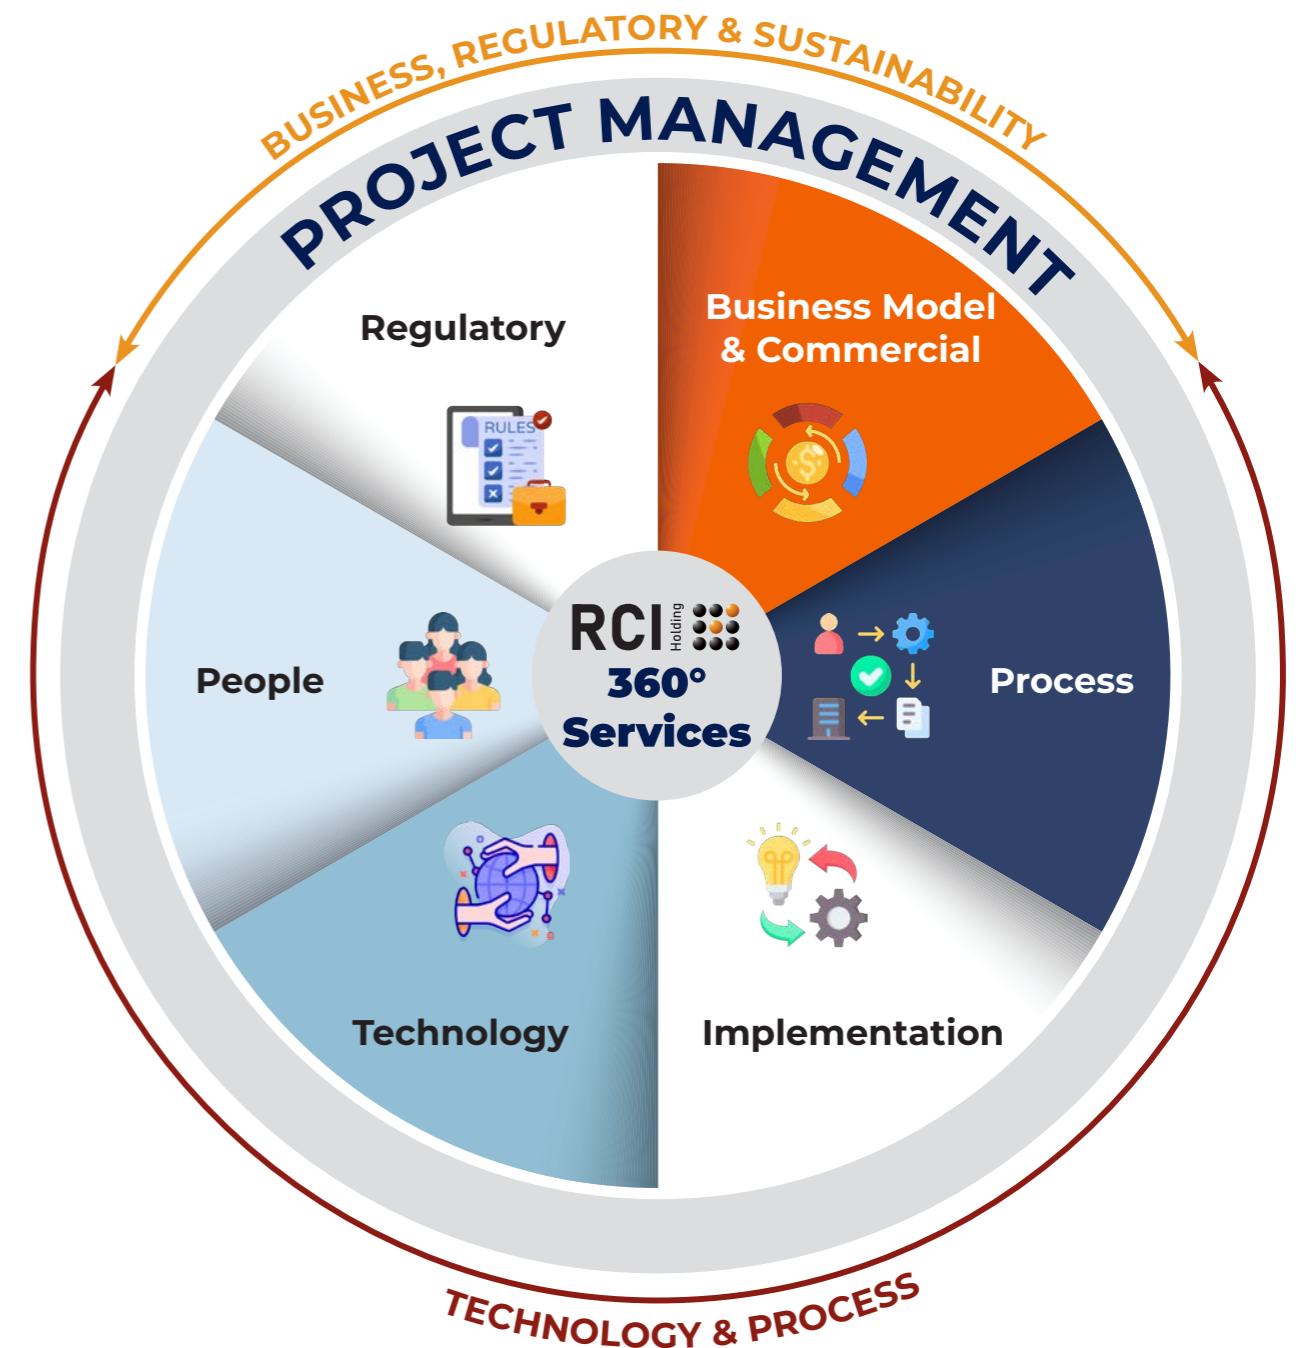 BUSINESS, REGULATORY & SUSTAINABILITY
PROJECT MANAGEMENT
Regulatory
RULES
Business Model
& Commercial
People
RCI Holding
360°
Services
Process
Technology
Implementation
TECHNOLOGY & PROCESS